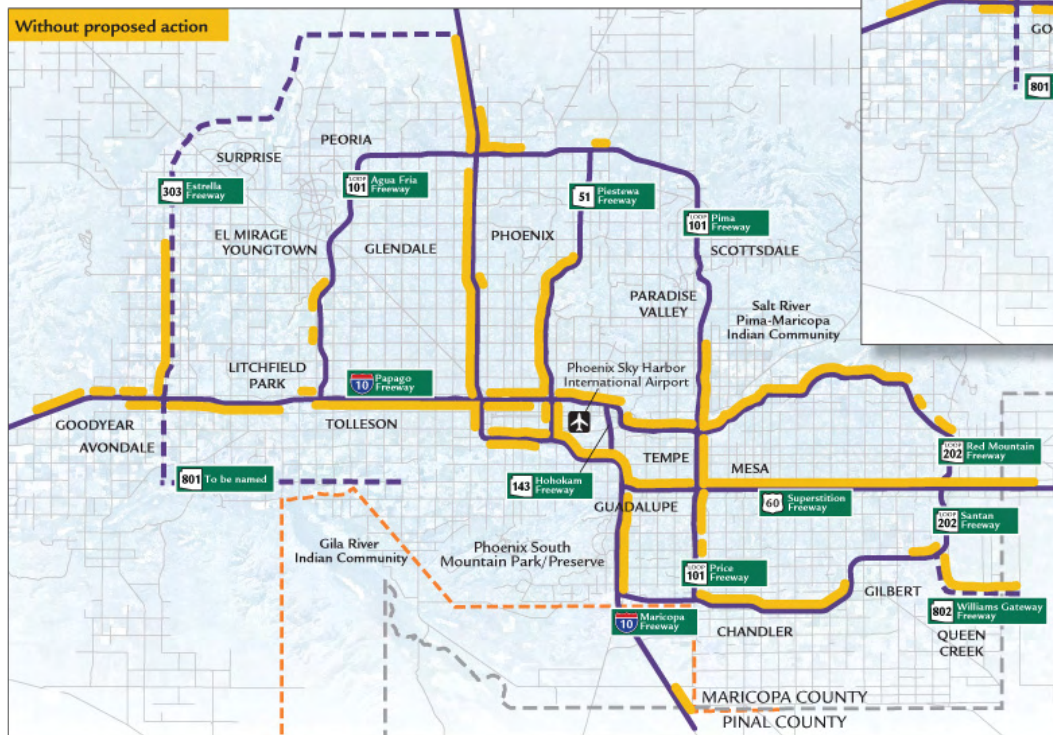 Without proposed action
GO
801
PEORIA
SURPRISE
303 Estrella
Freeway
LOOP
101
Agua Fria
Freeway
51 Piestewa
Freeway
LOOP
101
Pima
Freeway
EL MIRAGE
YOUNGTOWN
GLENDALE
PHOENIX
SCOTTSDALE
PARADISE
VALLEY
Salt River
Pima-Maricopa
Indian Community
LITCHFIELD
PARK
10 Papago
Freeway
Phoenix Sky Harbor
International Airport
GOODYEAR
AVONDALE
TOLLESON
TEMPE
MESA
LOOP
202
Red Mountain
Freeway
801 To be named
143 Hohokam
Freeway
GUADALUPE
60 Superstition
Freeway
LOOP
202
Santan
Freeway
Gila River
Indian Community
Phoenix South
Mountain Park/Preserve
LOOP
101
Price
Freeway
GILBERT
10 Maricopa
Freeway
CHANDLER
802 Williams Gateway
Freeway
QUEEN
CREEK
MARICOPA COUNTY
PINAL COUNTY